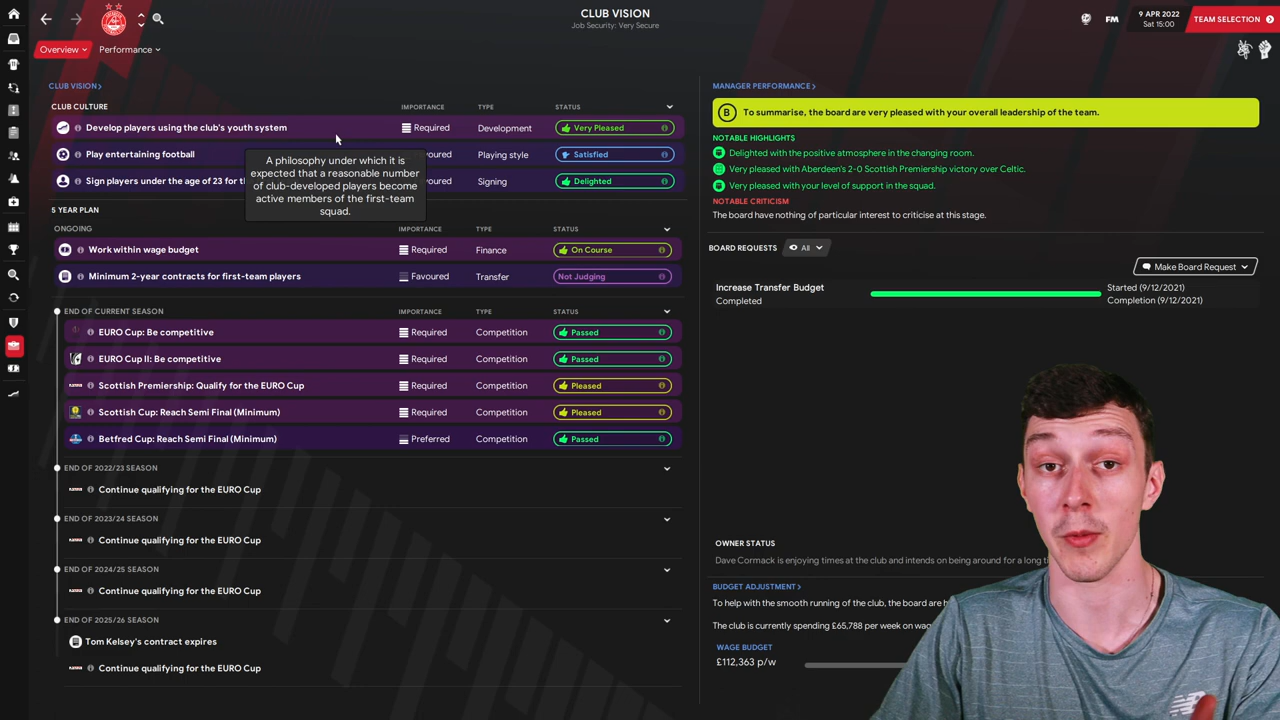 CLUB VISION
Job Security: Very Secure
FM
9 APR 2022
Sat 15:00
TEAM SELECTION
Overview
Performance
CLUB VISION
CLUB CULTURE
IMPORTANCE
TYPE
STATUS
Develop players using the club's youth system
Required
Development
Very Pleased
Play entertaining football
oured
Playing style
Satisfied
Sign players under the age of 23 for t
oured
Signing
Delighted
A philosophy under which it is
expected that a reasonable number
of club-developed players become
active members of the first-team
squad.
5 YEAR PLAN
ONGOING
IMPORTANCE
TYPE
STATUS
Work within wage budget
Required
Finance
On Course
Minimum 2-year contracts for first-team players
Favoured
Transfer
Not Judging
END OF CURRENT SEASON
IMPORTANCE
TYPE
STATUS
EURO Cup: Be competitive
Required
Competition
Passed
EURO Cup II: Be competitive
Required
Competition
Passed
Scottish Premiership: Qualify for the EURO Cup
Required
Competition
Pleased
Scottish Cup: Reach Semi Final (Minimum)
Required
Competition
Pleased
Betfred Cup: Reach Semi Final (Minimum)
Preferred
Competition
Passed
END OF 2022/23 SEASON
Continue qualifying for the EURO Cup
END OF 2023/24 SEASON
Continue qualifying for the EURO Cup
END OF 2024/25 SEASON
Continue qualifying for the EURO Cup
END OF 2025/26 SEASON
Tom Kelsey's contract expires
Continue qualifying for the EURO Cup
MANAGER PERFORMANCE
B
To summarise, the board are very pleased with your overall leadership of the team.
NOTABLE HIGHLIGHTS
Delighted with the positive atmosphere in the changing room.
Very pleased with Aberdeen's 2-0 Scottish Premiership victory over Celtic.
Very pleased with your level of support in the squad.
NOTABLE CRITICISM
The board have nothing of particular interest to criticise at this stage.
BOARD REQUESTS
All
Make Board Request
Increase Transfer Budget
Completed
Started (9/12/2021)
Completion (9/12/2021)
OWNER STATUS
Dave Cormack is enjoying times at the club and intends on being around for a long ti
BUDGET ADJUSTMENT
To help with the smooth running of the club, the board are h
The club is currently spending £65,788 per week on wag
WAGE BUDGET
£112,363 p/w